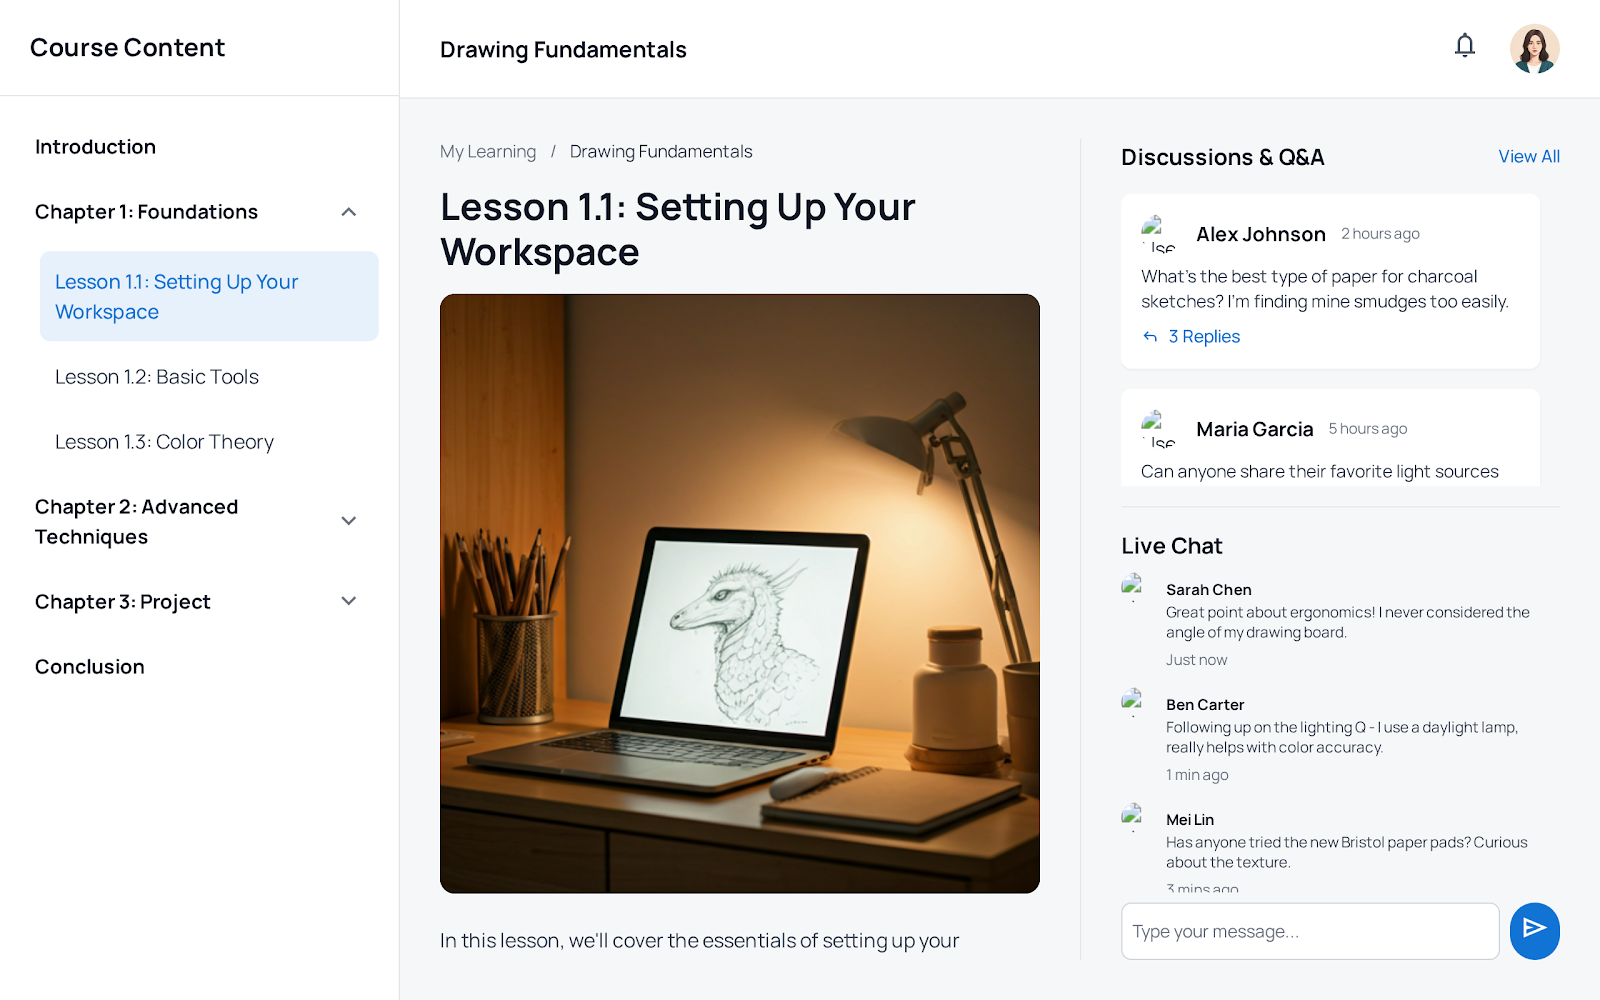 Course Content
Introduction
Chapter 1: Foundations
Lesson 1.1: Setting Up Your
Workspace
Lesson 1.2: Basic Tools
Lesson 1.3: Color Theory
Chapter 2: Advanced
Techniques
Chapter 3: Project
Conclusion
Drawing Fundamentals
My Learning / Drawing Fundamentals
Lesson 1.1: Setting Up Your
Workspace
In this lesson, we'll cover the essentials of setting up your
Discussions & Q&A
View All
Use
Alex Johnson 2 hours ago
What's the best type of paper for charcoal
sketches? I'm finding mine smudges too easily.
3 Replies
Use
Maria Garcia 5 hours ago
Can anyone share their favorite light sources
Live Chat
Sarah Chen
Great point about ergonomics! I never considered the
angle of my drawing board.
Just now
Ben Carter
Following up on the lighting Q - I use a daylight lamp,
really helps with color accuracy.
1 min ago
Mei Lin
Has anyone tried the new Bristol paper pads? Curious
about the texture.
3 mins ago
Type your message...